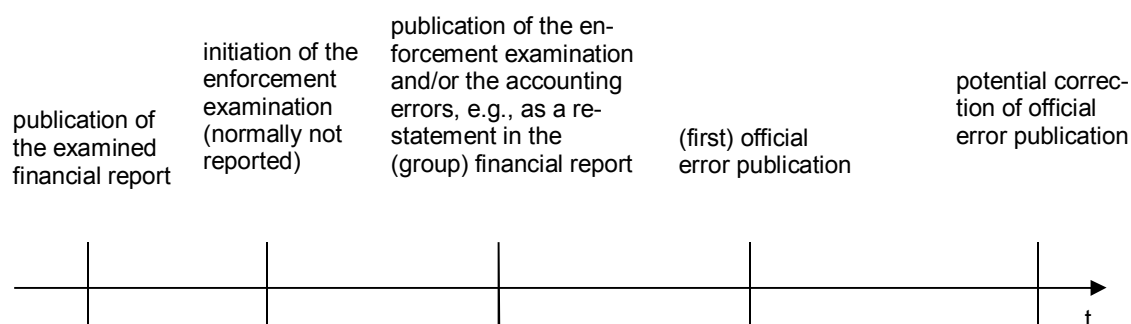 publication of
the examined
financial report
initiation of the
enforcement
examination
(normally not
reported)
publication of the en-
forcement examination
and/or the accounting
errors, e.g., as a re-
statement in the
(group) financial report
(first) official
error publication
potential correc-
tion of official
error publication
t